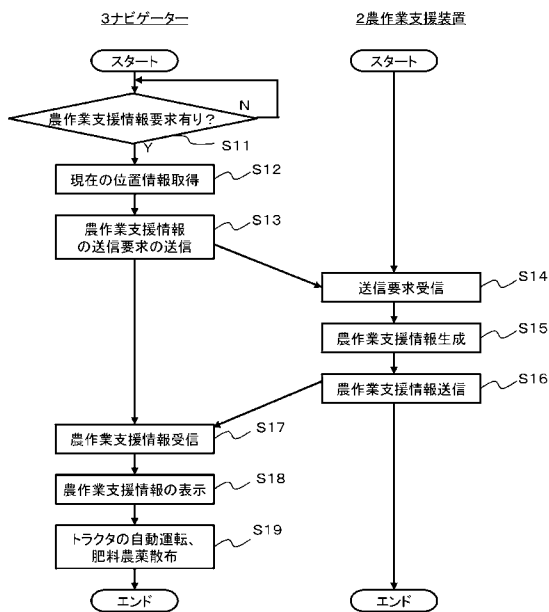 3ナビゲーター
2農作業支援装置
スタート
スタート
農作業支援情報要求有り?
N
Y
S11
現在の位置情報取得
S12
農作業支援情報
の送信要求の送信
S13
送信要求受信
S14
農作業支援情報生成
S15
農作業支援情報送信
S16
農作業支援情報受信
S17
農作業支援情報の表示
S18
トラクタの自動運転、
肥料農薬散布
S19
エンド
エンド